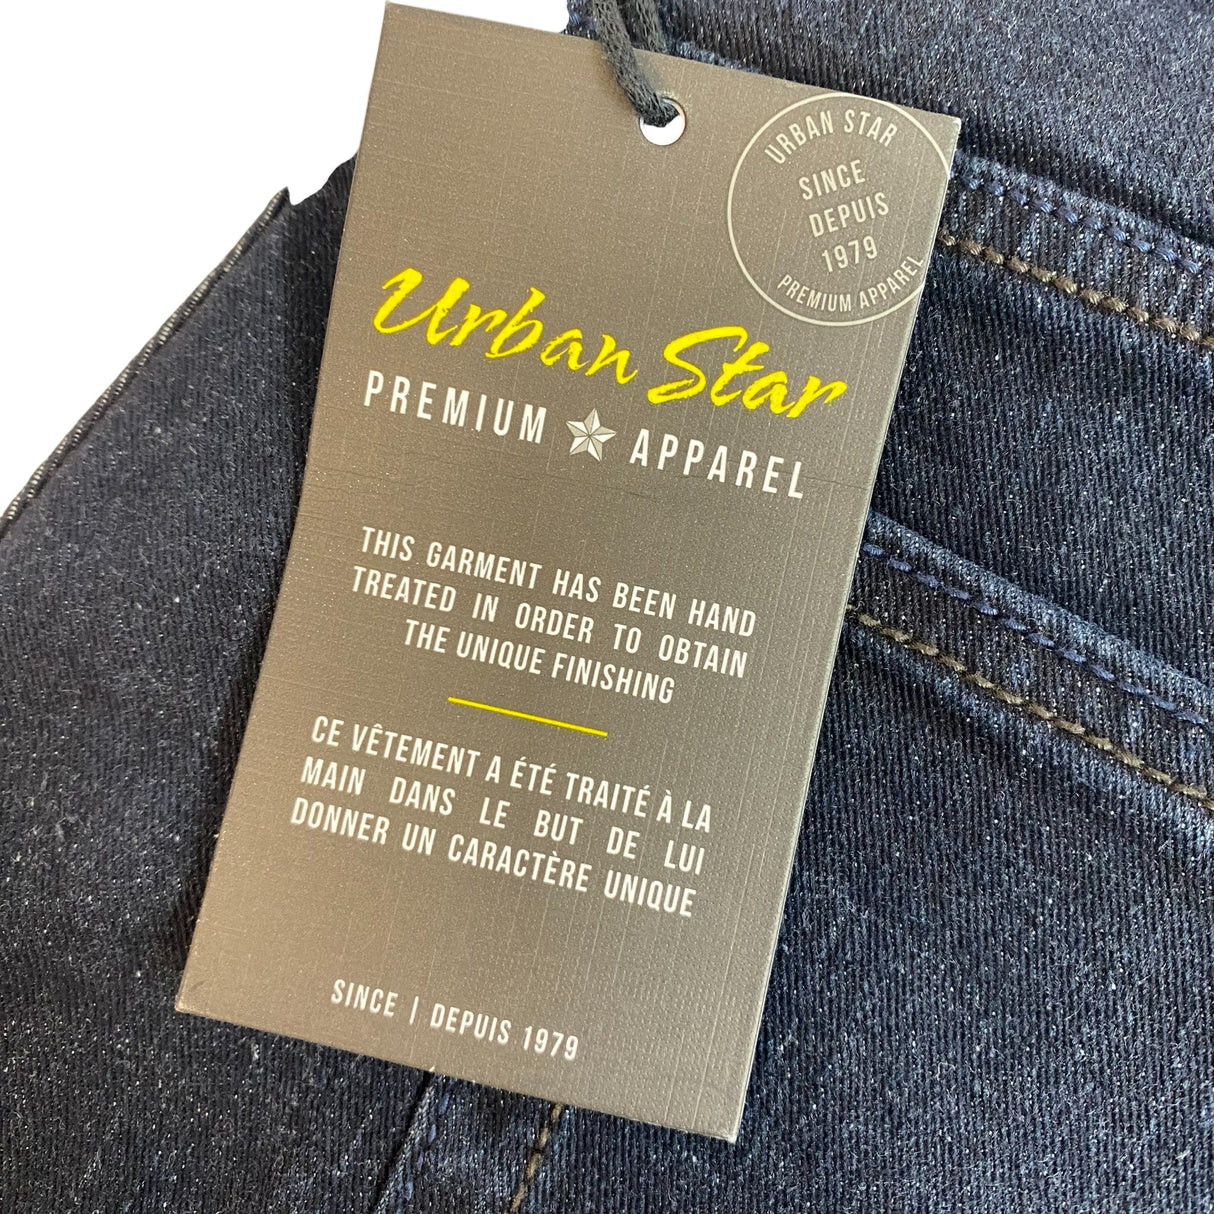 URBAN STAR
SINCE
DEPUIS
1979
PREMIUM APPAREL
Urban Star
PREMIUM APPAREL
THIS GARMENT HAS BEEN HAND
TREATED IN ORDER TO OBTAIN
THE UNIQUE FINISHING
CE VÊTEMENT A ÉTÉ TRAITÉ À LA
MAIN DANS LE BUT DE LUI
DONNER UN CARACTÈRE UNIQUE
SINCE | DEPUIS 1979